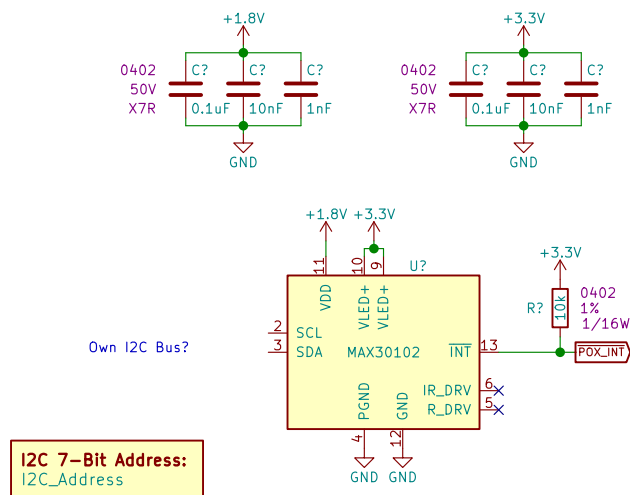 +1.8V
+3.3V
0402 C? C? C?
50V
X7R 0.1uF 10nF 1nF
GND
0402 C? C? C?
50V
X7R 0.1uF 10nF 1nF
GND
+1.8V +3.3V
+3.3V
11 10 9 U?
VDD VLED+ VLED+
R? 10k 0402
1%
1/16W
2 SCL
3 SDA
Own I2C Bus?
MAX30102
INT 13
POX_INT
IR_DRV 6
R_DRV 5
PGND GND
4 12
GND GND
I2C 7-Bit Address:
I2C_Address